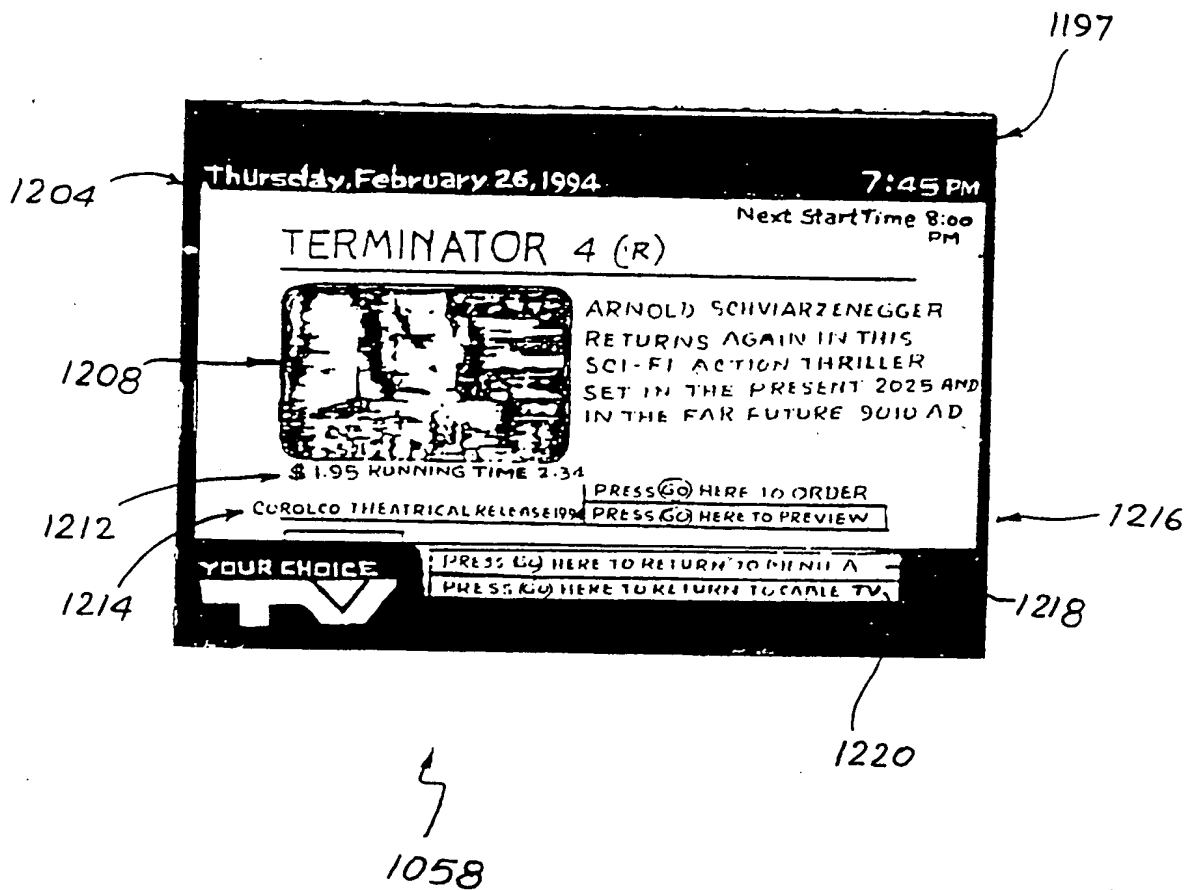 1197
Thursday, February 26, 1994 7:45 PM
1204
Next Start Time 8:00 PM
TERMINATOR 4 (R)
ARNOLD SCHVIARZENEGGER
RETURNS AGAIN IN THIS
1208
SCI-FI ACTION THRILLER
SET IN THE PRESENT 2025 AND
IN THE FAR FUTURE 9010 AD
$1.95 RUNNING TIME 2:34
1212
PRESS GO HERE TO ORDER
CUROLCO THEATRICAL RELEASE 1994
PRESS GO HERE TO PREVIEW
1216
1214
YOUR CHOICE
TV
PRESS GO HERE TO RETURN TO MENU A
PRESS GO HERE TO RETURN TO CABLE TV
1218
1220
1058